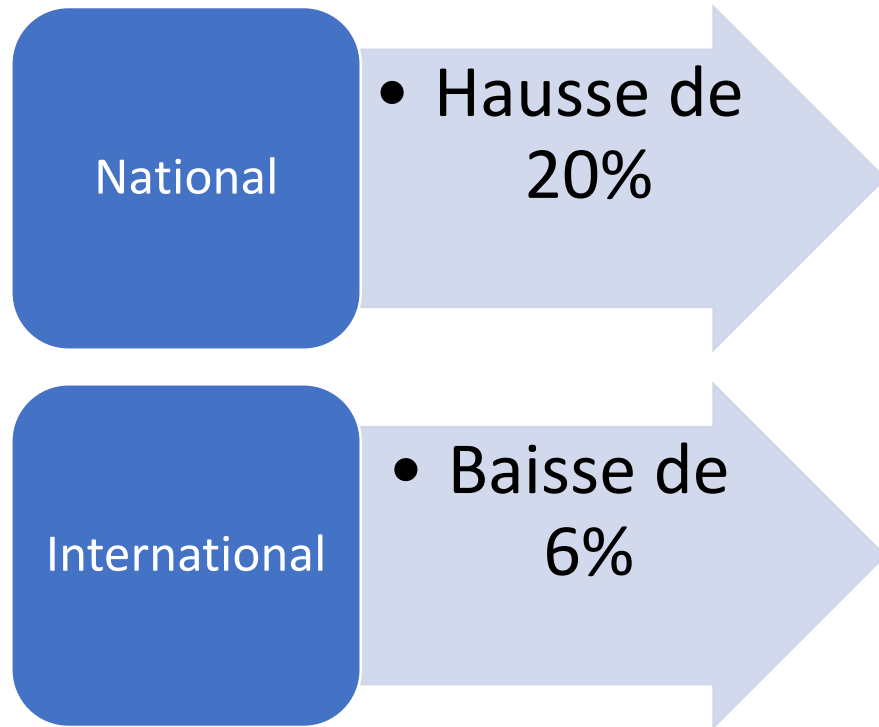 National
• Hausse de
20%
International
• Baisse de
6%